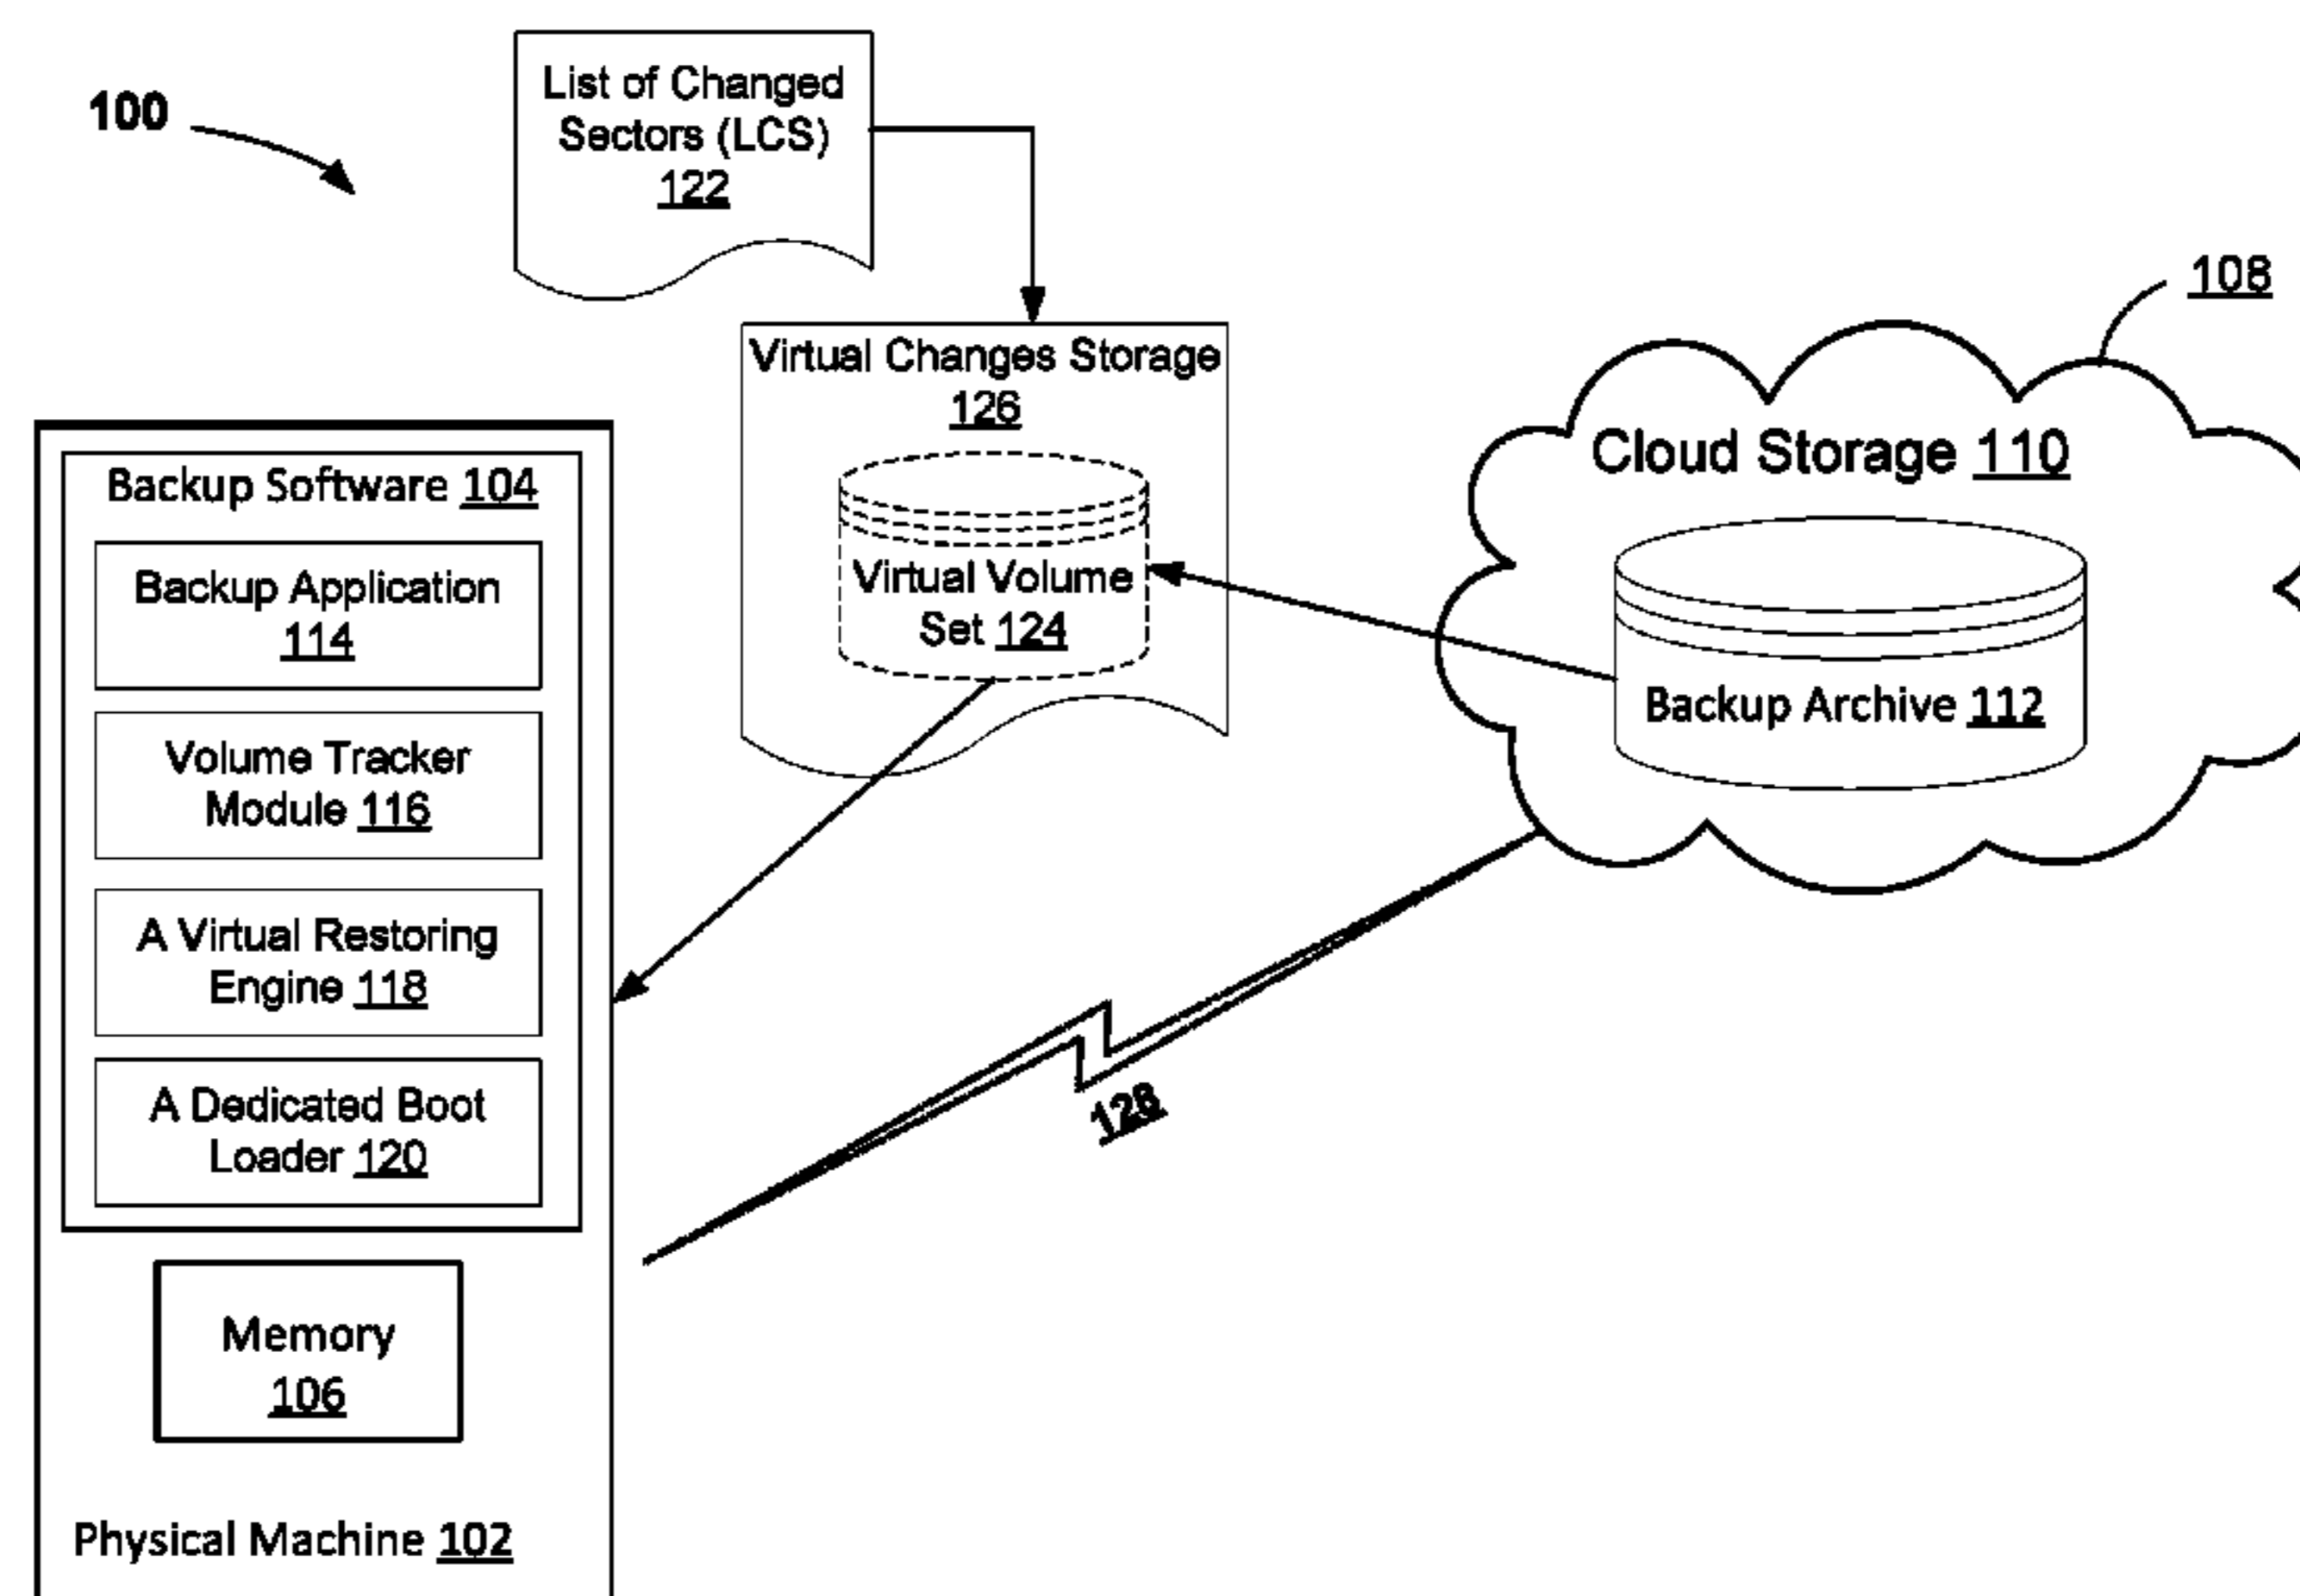 100
List of Changed
Sectors (LCS)
122
108
Virtual Changes Storage
126
Virtual Volume
Set 124
Cloud Storage 110
Backup Archive 112
Backup Software 104
Backup Application
114
Volume Tracker
Module 116
A Virtual Restoring
Engine 118
A Dedicated Boot
Loader 120
128
Memory
106
Physical Machine 102